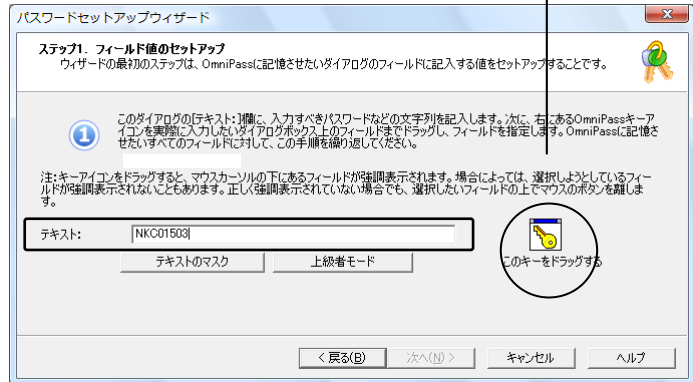 パスワードセットアップウィザード
ステップ1. フィールド値のセットアップ
ウィザードの最初のステップは、OmniPassに記憶させたいダイアログのフィールドに記入する値をセットアップすることです。
1
このダイアログの[テキスト:]欄に、入力すべきパスワードなどの文字列を記入します。次に、右にあるOmniPassキーア
イコンを実際に入力したいダイアログボックス上のフィールドまでドラッグし、フィールドを指定します。OmniPassに記憶さ
せたいすべてのフィールドに対して、この手順を繰り返してください。
注:キーアイコンをドラッグすると、マウスカーソルの下にあるフィールドが強調表示されます。場合によっては、選択しようとしているフィー
ルドが強調表示されないこともあります。正しく強調表示されていない場合でも、選択したいフィールドの上でマウスのボタンを離しま
す。
テキスト: NKC01503
このキーをドラッグする
テキストのマスク 上級者モード
< 戻る(B) 次へ(N) > キャンセル ヘルプ